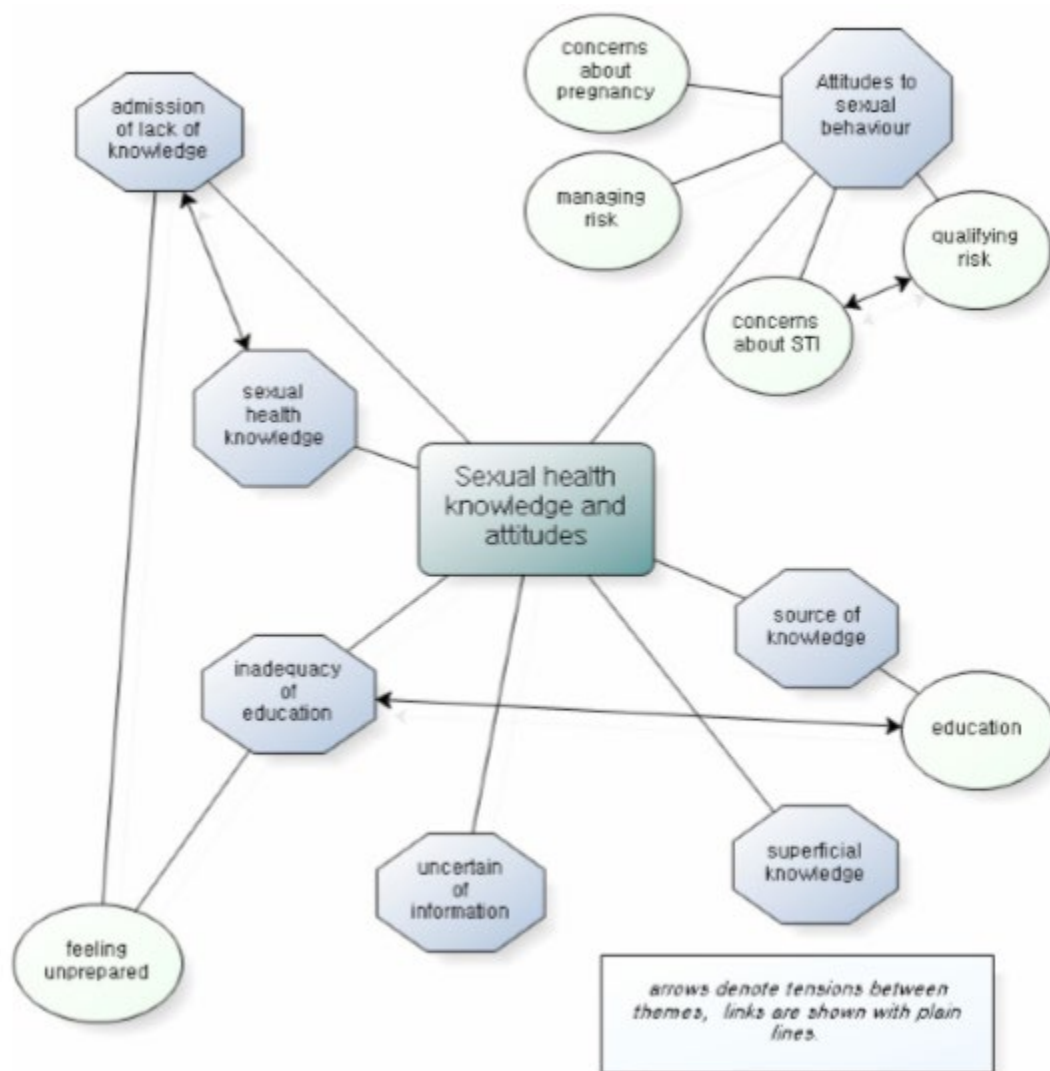 concerns
about
pregnancy
Attitudes to
sexual
behaviour
admission
of lack of
knowledge
managing
risk
qualifying
risk
concerns
about STI
sexual
health
knowledge
Sexual health
knowledge and
attitudes
source of
knowledge
inadequacy
of
education
education
uncertain
of
information
superficial
knowledge
feeling
unprepared
arrows denote tensions between
themes, links are shown with plain
lines.